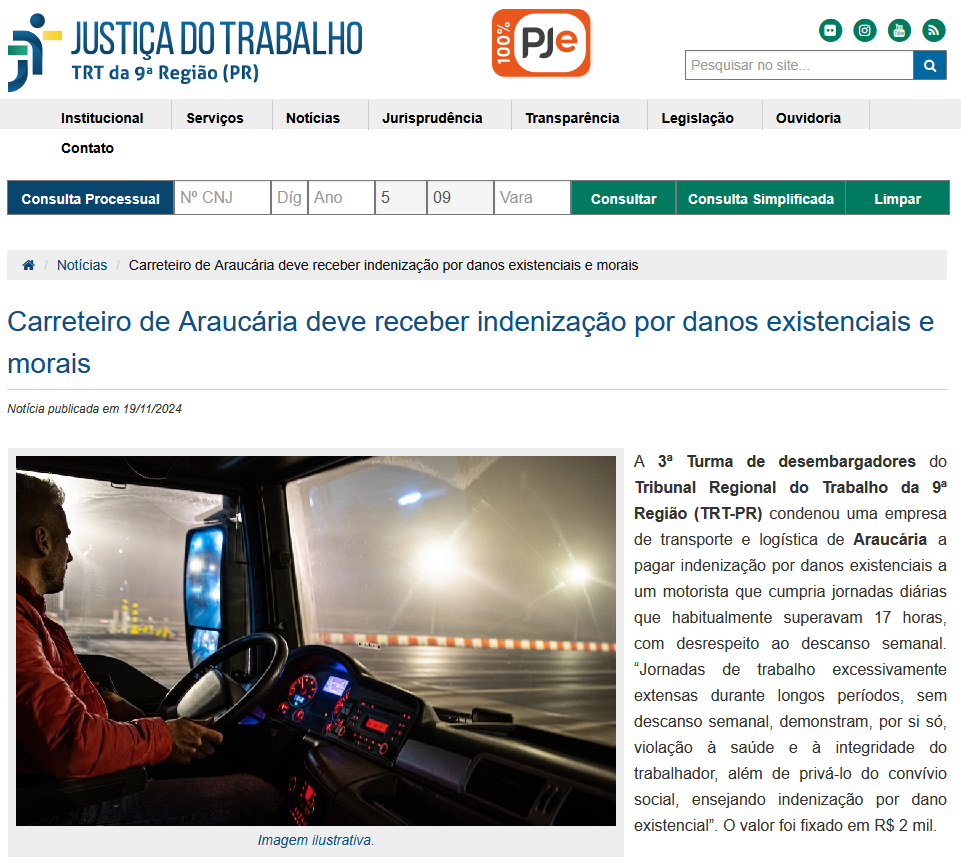 JUSTIÇA DO TRABALHO
TRT da 9ª Região (PR)
100%
PJe
Pesquisar no site...
Institucional Serviços Notícias Jurisprudência Transparência Legislação Ouvidoria
Contato
Consulta Processual Nº CNJ Díg Ano 5 09 Vara Consultar Consulta Simplificada Limpar
/ Notícias / Carreteiro de Araucária deve receber indenização por danos existenciais e morais
Carreteiro de Araucária deve receber indenização por danos existenciais e
morais
Notícia publicada em 19/11/2024
A 3ª Turma de desembargadores do
Tribunal Regional do Trabalho da 9ª
Região (TRT-PR) condenou uma empresa
de transporte e logística de Araucária a
pagar indenização por danos existenciais a
um motorista que cumpria jornadas diárias
que habitualmente superavam 17 horas,
com desrespeito ao descanso semanal.
“Jornadas de trabalho excessivamente
extensas durante longos períodos, sem
descanso semanal, demonstram, por si só,
violação à saúde e à integridade do
trabalhador, além de privá-lo do convívio
social, ensejando indenização por dano
existencial”. O valor foi fixado em R$ 2 mil.
Imagem ilustrativa.